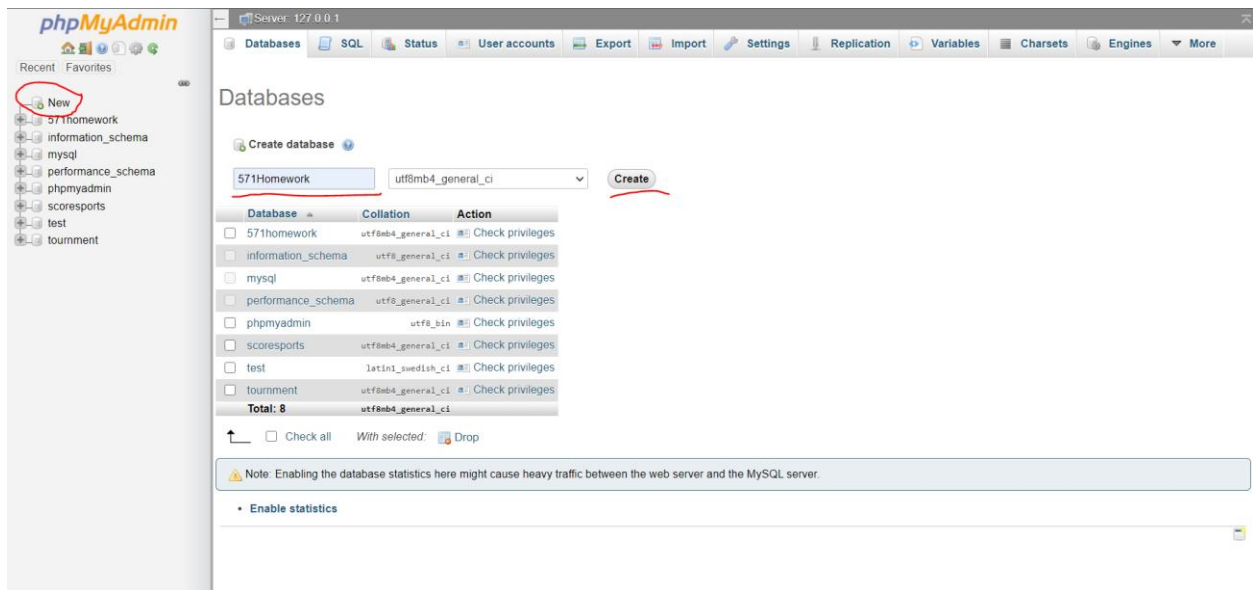 phpMyAdmin
Recent Favorites
New
571homework
information_schema
mysql
performance_schema
phpmyadmin
scoresports
test
tournment
Server: 127.0.0.1
Databases SQL Status User accounts Export Import Settings Replication Variables Charsets Engines More
Databases
Create database
571Homework utf8mb4_general_ci Create
Database Collation Action
571homework utf8mb4_general_ci Check privileges
information_schema utf8_general_ci Check privileges
mysql utf8mb4_general_ci Check privileges
performance_schema utf8_general_ci Check privileges
phpmyadmin utf8_bin Check privileges
scoresports utf8mb4_general_ci Check privileges
test latin1_swedish_ci Check privileges
tournment utf8mb4_general_ci Check privileges
Total: 8 utf8mb4_general_ci
Check all With selected: Drop
Note: Enabling the database statistics here might cause heavy traffic between the web server and the MySQL server.
• Enable statistics